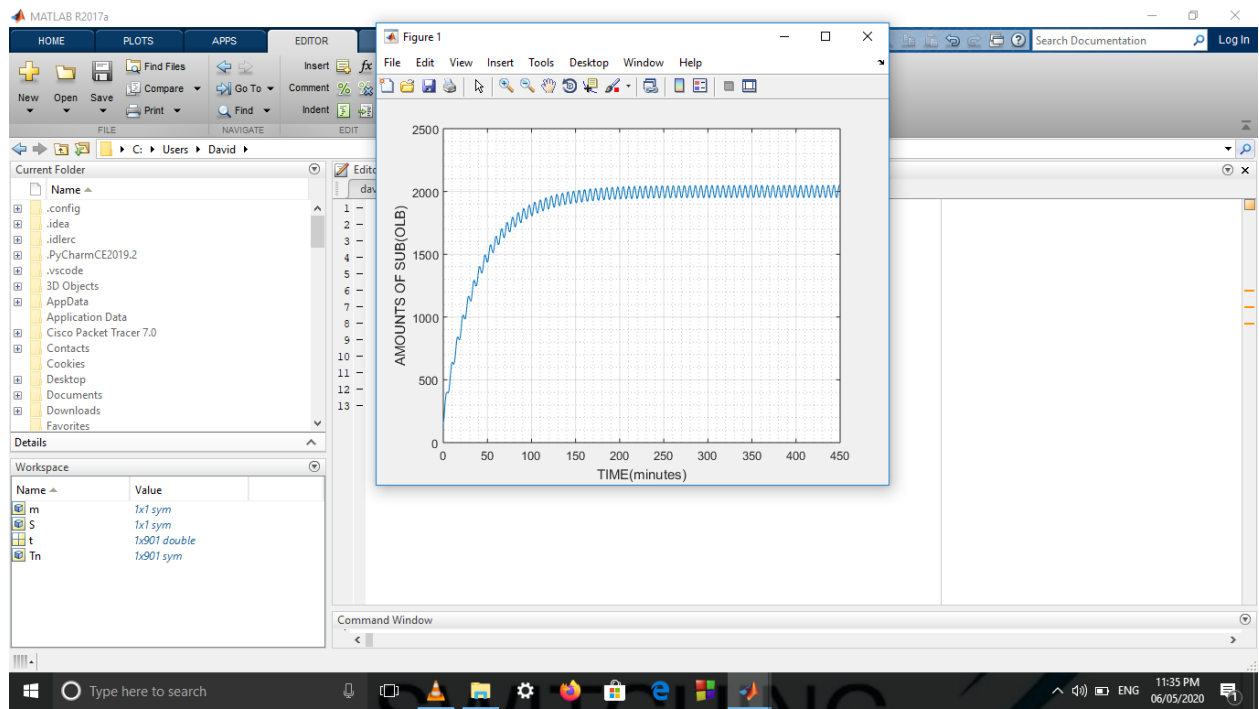 MATLAB R2017a
HOME PLOTS APPS EDITOR
Search Documentation Log In
New Open Save
Find Files
Compare
Print
Go To
Find
Insert fx
Comment %
Indent
FILE NAVIGATE EDIT
C: Users David
Current Folder
Name
.config
.idea
.idlerc
.PyCharmCE2019.2
.vscode
3D Objects
AppData
Application Data
Cisco Packet Tracer 7.0
Contacts
Cookies
Desktop
Documents
Downloads
Favorites
Details
Workspace
Name Value
m 1x1 sym
S 1x1 sym
t 1x901 double
Tn 1x901 sym
1
2
3
4
5
6
7
8
9
10
11
12
13
Figure 1
File Edit View Insert Tools Desktop Window Help
AMOUNTS OF SUB(OLB)
2500
2000
1500
1000
500
0
0 50 100 150 200 250 300 350 400 450
TIME(minutes)
Command Window
Type here to search
ENG
11:35 PM
06/05/2020